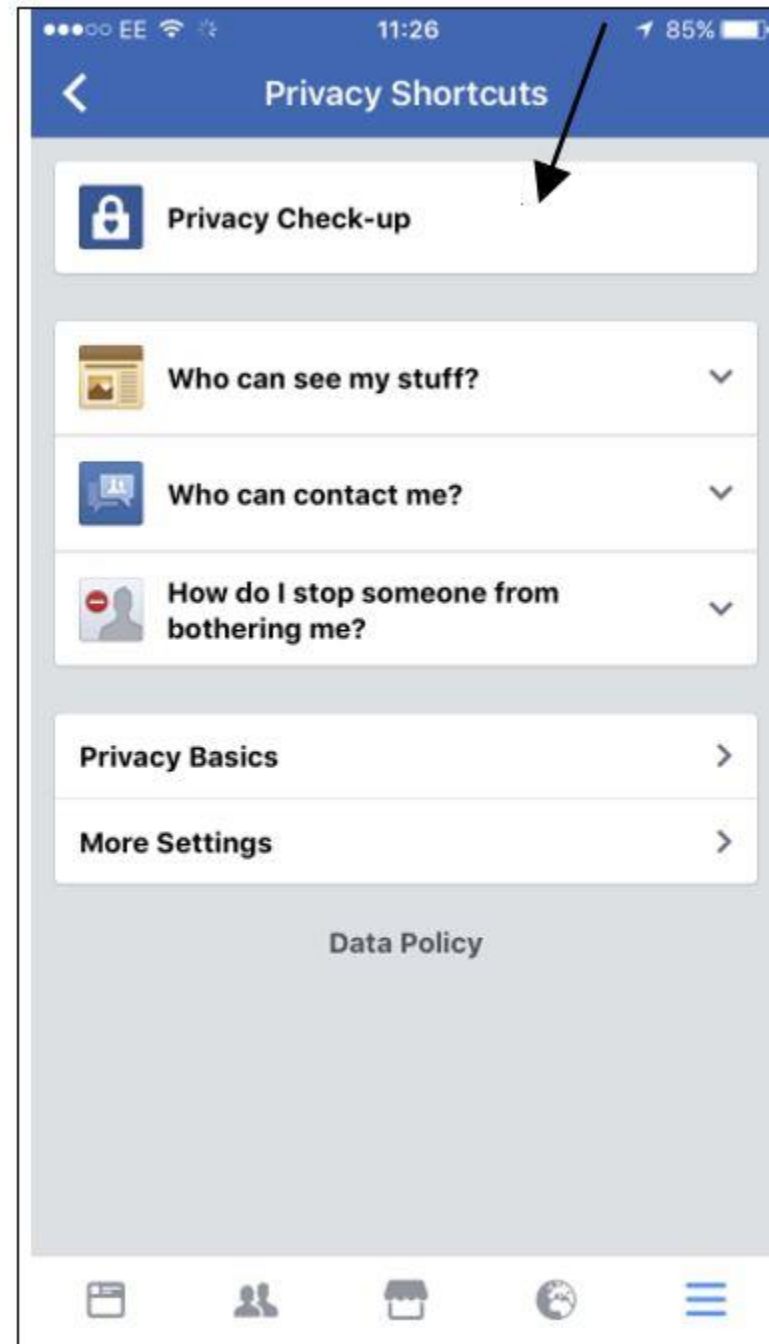 EE 11:26 85%
Privacy Shortcuts
Privacy Check-up
Who can see my stuff?
Who can contact me?
How do I stop someone from
bothering me?
Privacy Basics
More Settings
Data Policy